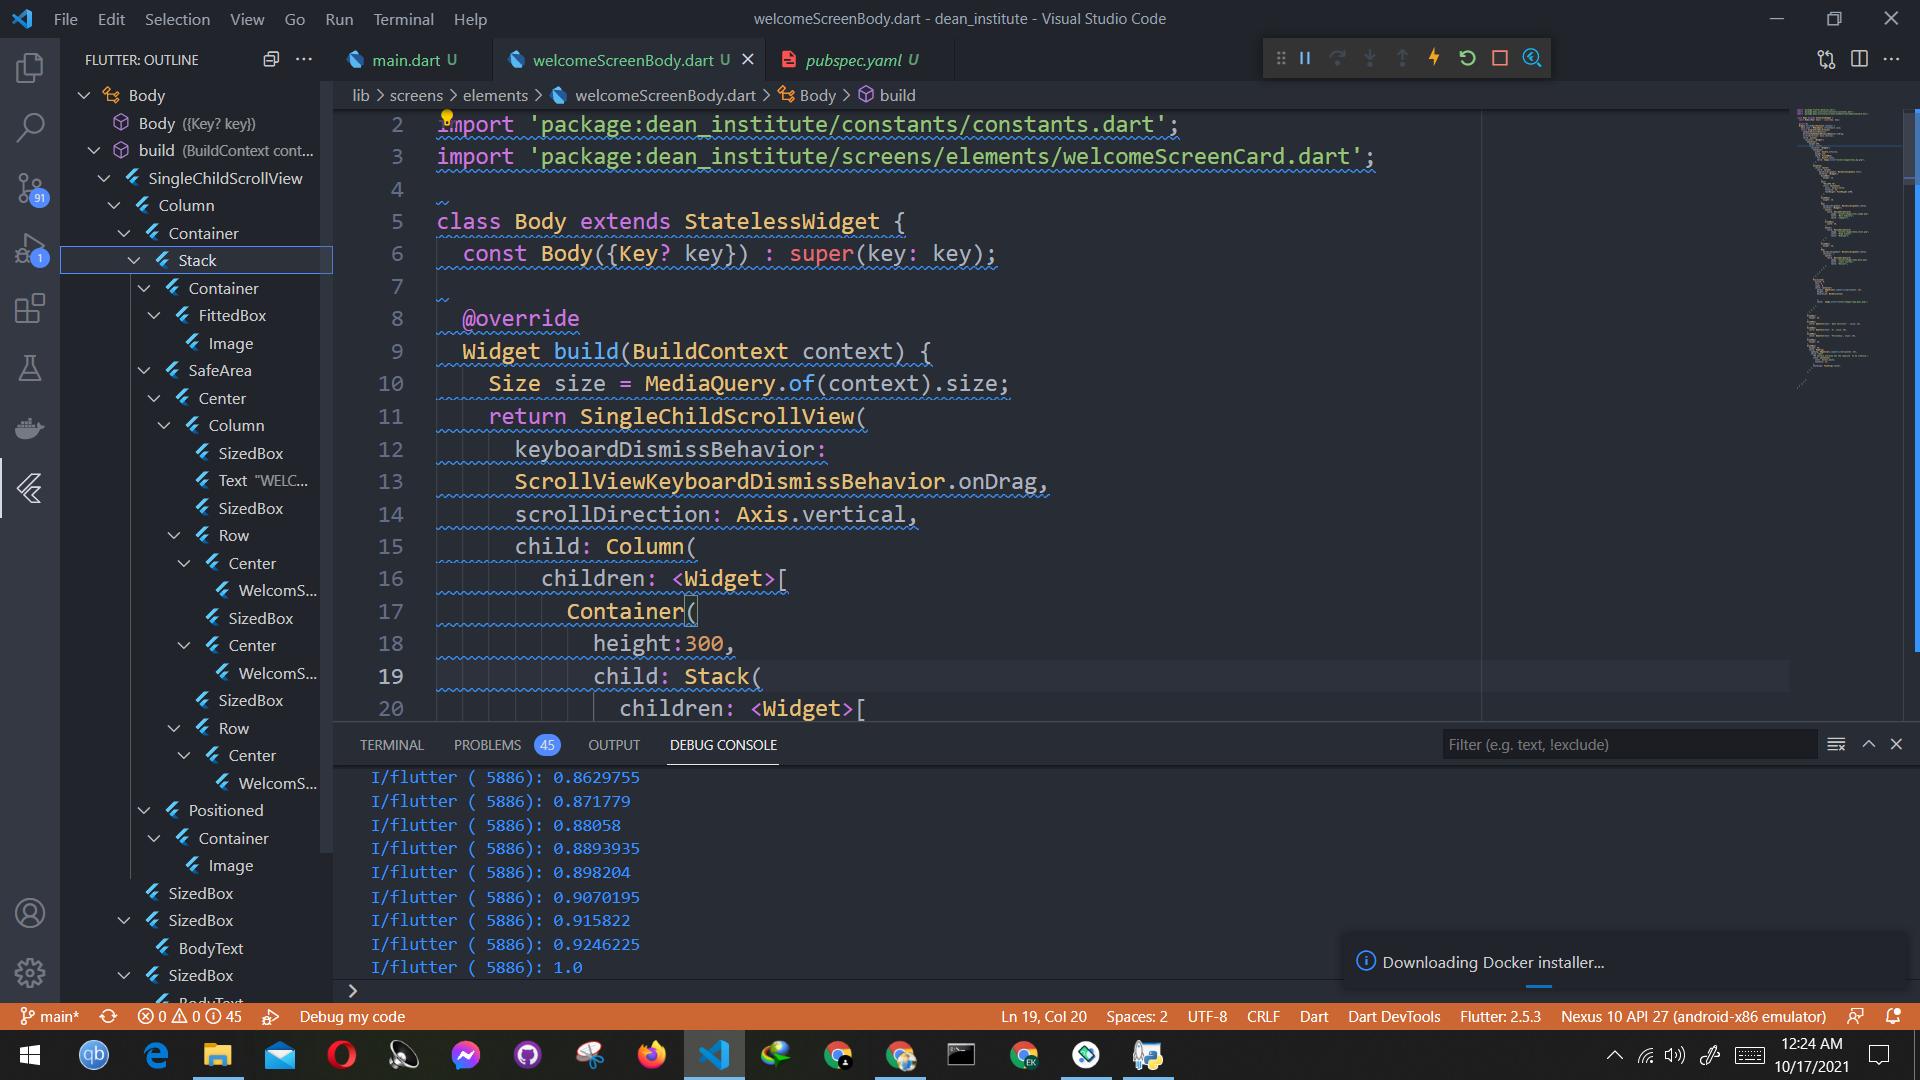 File Edit Selection View Go Run Terminal Help
welcomeScreenBody.dart - dean_institute - Visual Studio Code
FLUTTER: OUTLINE
main.dart U
welcomeScreenBody.dart U
pubspec.yaml U
lib > screens > elements > welcomeScreenBody.dart > Body > build
Body
Body ({Key? key})
build (BuildContext cont...
SingleChildScrollView
Column
Container
Stack
Container
FittedBox
Image
SafeArea
Center
Column
SizedBox
Text "WELC...
SizedBox
Row
Center
WelcomS...
SizedBox
Center
WelcomS...
SizedBox
Row
Center
WelcomS...
Positioned
Container
Image
SizedBox
SizedBox
BodyText
SizedBox
BodyText
91
1
2 import 'package:dean_institute/constants/constants.dart';
3 import 'package:dean_institute/screens/elements/welcomeScreenCard.dart';
4
5 class Body extends StatelessWidget {
6 const Body({Key? key}) : super(key: key);
7
8 @override
9 Widget build(BuildContext context) {
10 Size size = MediaQuery.of(context).size;
11 return SingleChildScrollView(
12 keyboardDismissBehavior:
13 ScrollViewKeyboardDismissBehavior.onDrag,
14 scrollDirection: Axis.vertical,
15 child: Column(
16 children: <Widget>[
17 Container(
18 height:300,
19 child: Stack(
20 children: <Widget>[
TERMINAL PROBLEMS 45 OUTPUT DEBUG CONSOLE
Filter (e.g. text, !exclude)
I/flutter ( 5886): 0.8629755
I/flutter ( 5886): 0.871779
I/flutter ( 5886): 0.88058
I/flutter ( 5886): 0.8893935
I/flutter ( 5886): 0.898204
I/flutter ( 5886): 0.9070195
I/flutter ( 5886): 0.915822
I/flutter ( 5886): 0.9246225
I/flutter ( 5886): 1.0
Downloading Docker installer...
main* 0 0 45 Debug my code
Ln 19, Col 20 Spaces: 2 UTF-8 CRLF Dart Dart DevTools Flutter: 2.5.3 Nexus 10 API 27 (android-x86 emulator)
qb
EK
12:24 AM
10/17/2021